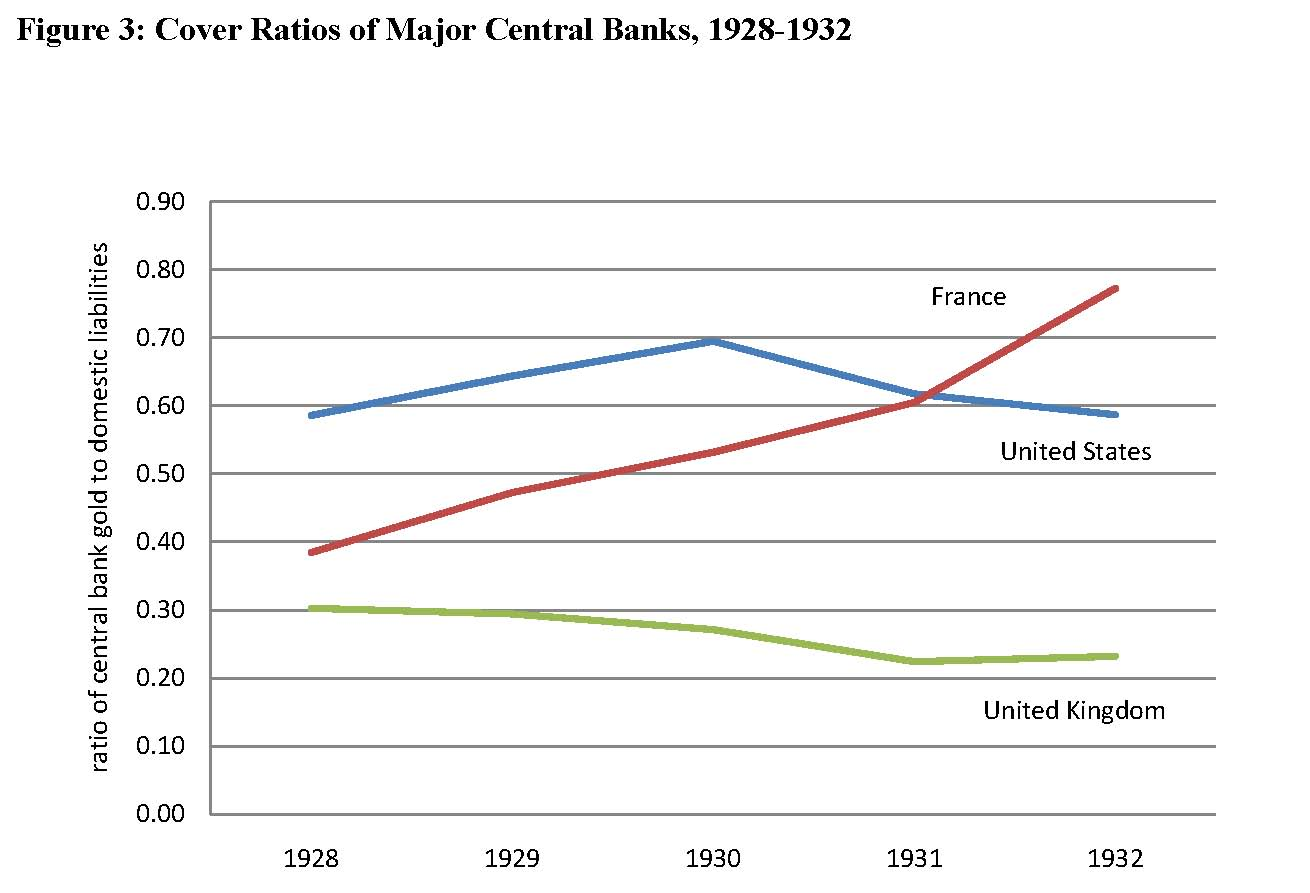 Figure 3: Cover Ratios of Major Central Banks, 1928-1932
ratio of central bank gold to domestic liabilities
0.90
0.80
0.70
0.60
0.50
0.40
0.30
0.20
0.10
0.00
France
United States
United Kingdom
1928 1929 1930 1931 1932